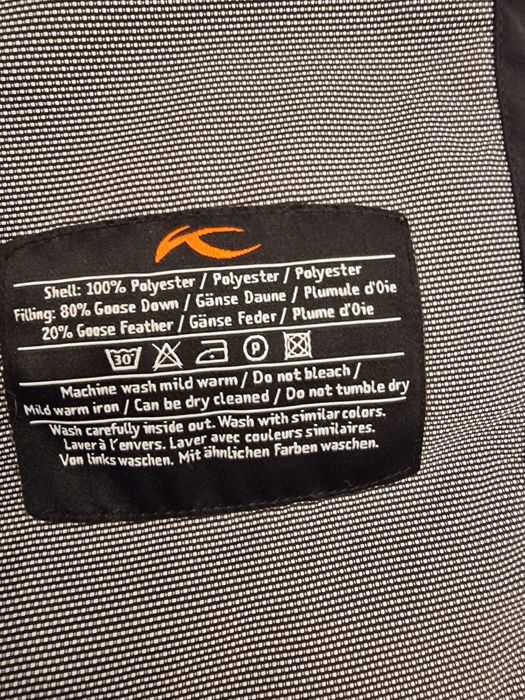 Shell: 100% Polyester / Polyester / Polyester
Filling: 80% Goose Down / Gänse Daune / Plumule d'Oie
20% Goose Feather / Gänse Feder / Plume d'Oie
30° P
Machine wash mild warm / Do not bleach /
Mild warm iron / Can be dry cleaned / Do not tumble dry
Wash carefully inside out. Wash with similar colors.
Laver à l'envers. Laver avec couleurs similaires.
Von links waschen. Mit ähnlichen Farben waschen.